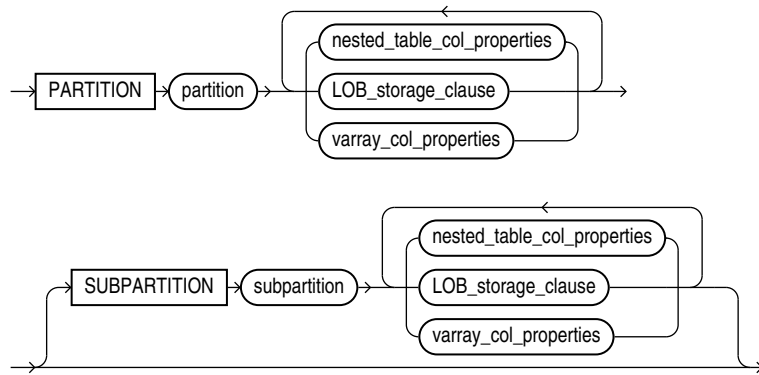 nested_table_col_properties
PARTITION partition LOB_storage_clause
varray_col_properties
nested_table_col_properties
SUBPARTITION subpartition LOB_storage_clause
varray_col_properties